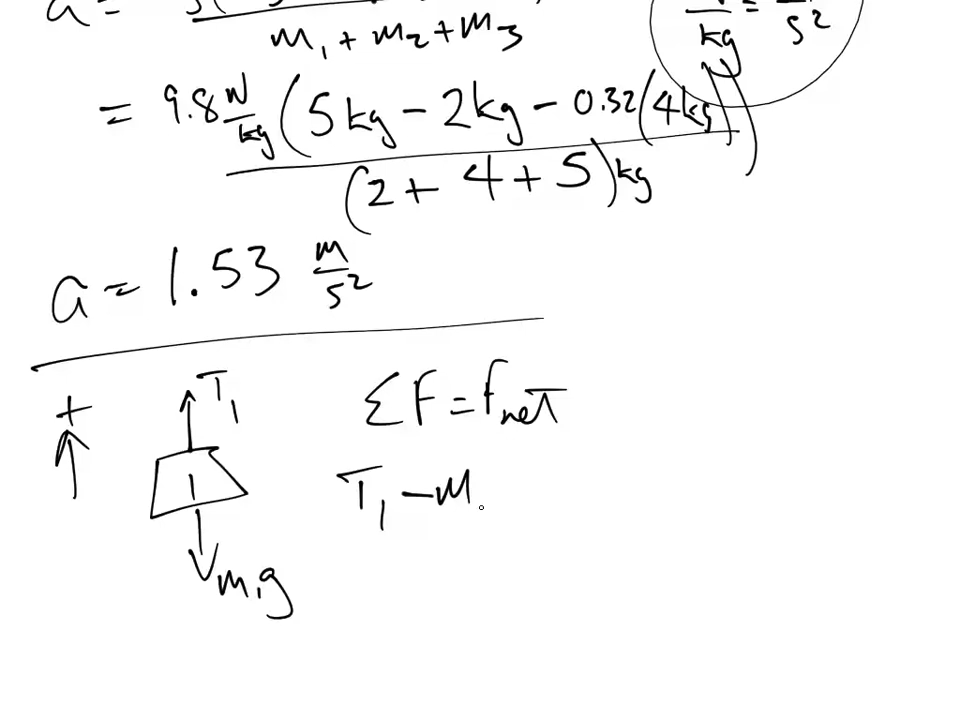 a =
m₁ + m₂ + m₃
/kg = /s²
= 9.8 N/kg (5 kg − 2 kg − 0.32(4 kg))
(2 + 4 + 5) kg
a = 1.53 m/s²
+ T₁ ΣF = Fnet
1 T₁ − m
m₁g